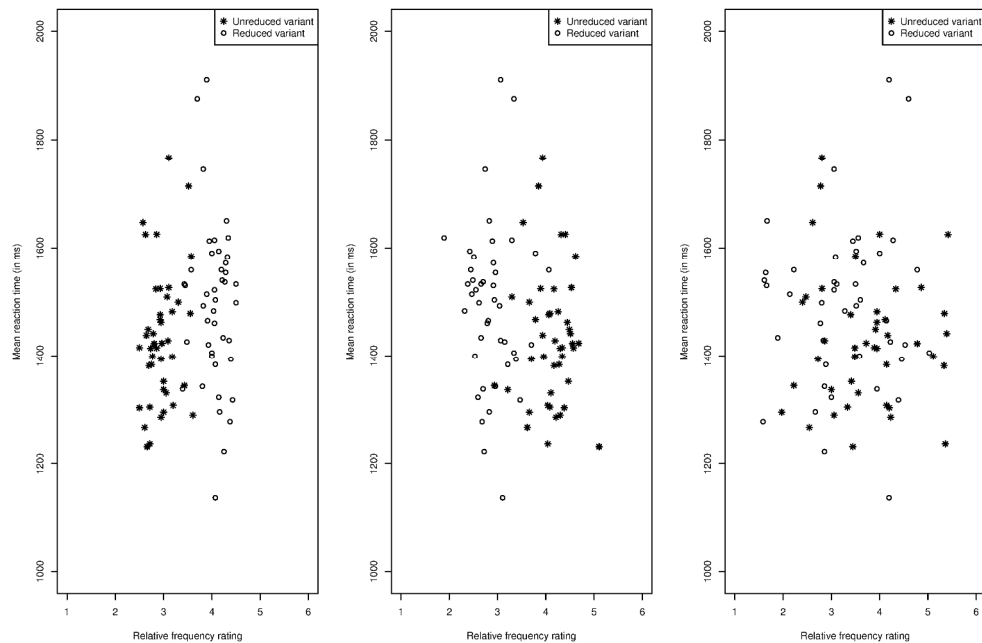 Unreduced variant
Reduced variant
Mean reaction time (in ms)
2000
1800
1600
1400
1200
1000
1 2 3 4 5 6
Relative frequency rating
Unreduced variant
Reduced variant
Mean reaction time (in ms)
2000
1800
1600
1400
1200
1000
1 2 3 4 5 6
Relative frequency rating
Unreduced variant
Reduced variant
Mean reaction time (in ms)
2000
1800
1600
1400
1200
1000
1 2 3 4 5 6
Relative frequency rating